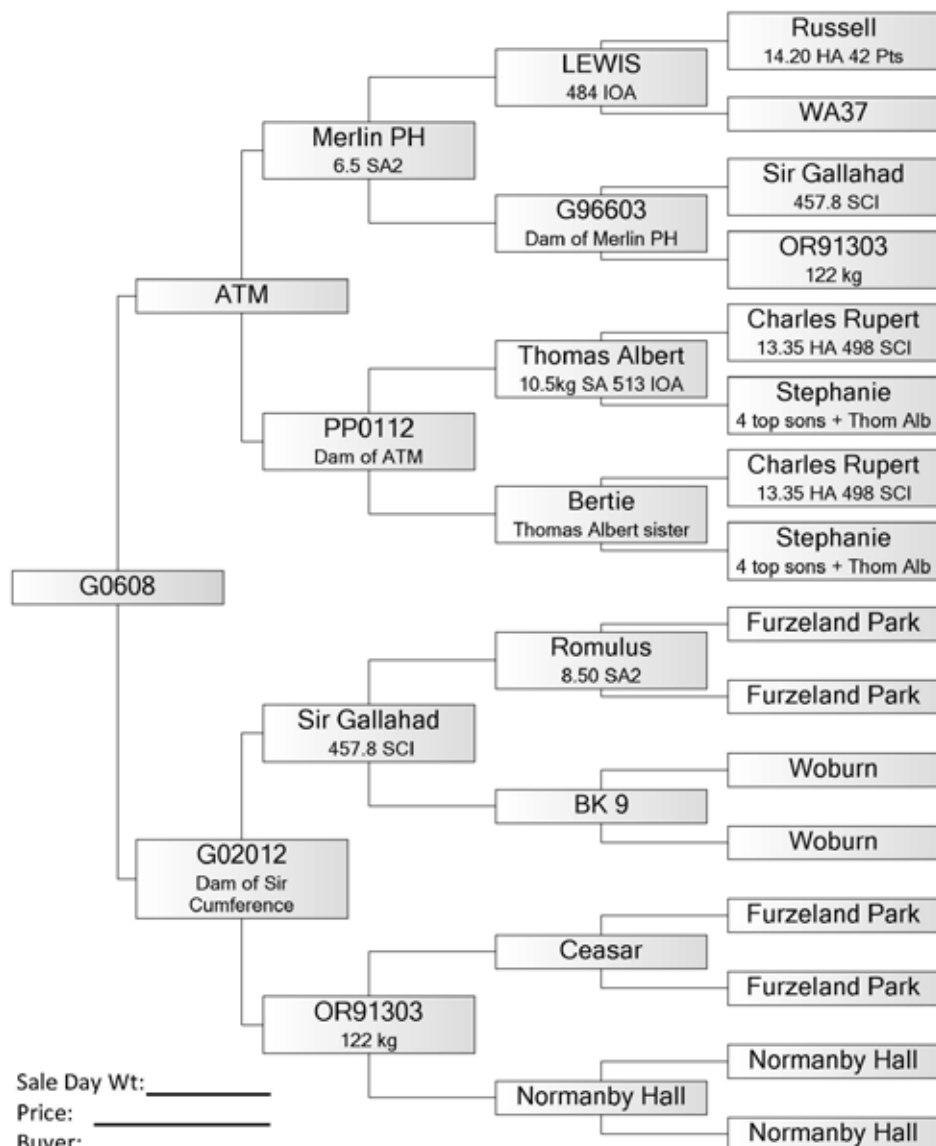 Russell
14.20 HA 42 Pts
LEWIS
484 IOA
WA37
Merlin PH
6.5 SA2
Sir Gallahad
457.8 SCI
G96603
Dam of Merlin PH
OR91303
122 kg
ATM
Charles Rupert
13.35 HA 498 SCI
Thomas Albert
10.5kg SA 513 IOA
Stephanie
4 top sons + Thom Alb
PP0112
Dam of ATM
Charles Rupert
13.35 HA 498 SCI
Bertie
Thomas Albert sister
Stephanie
4 top sons + Thom Alb
G0608
Furzeland Park
Romulus
8.50 SA2
Furzeland Park
Sir Gallahad
457.8 SCI
Woburn
BK 9
Woburn
G02012
Dam of Sir
Cumference
Furzeland Park
Ceasar
Furzeland Park
OR91303
122 kg
Normanby Hall
Normanby Hall
Normanby Hall
Sale Day Wt:
Price:
Buyer: